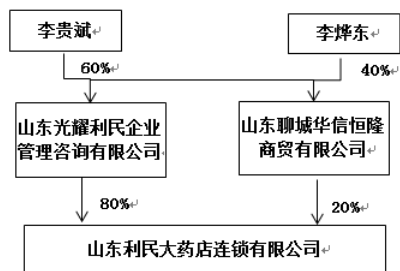 李贵斌
李烨东
60%
40%
山东光耀利民企业
管理咨询有限公司
山东聊城华信恒隆
商贸有限公司
80%
20%
山东利民大药店连锁有限公司